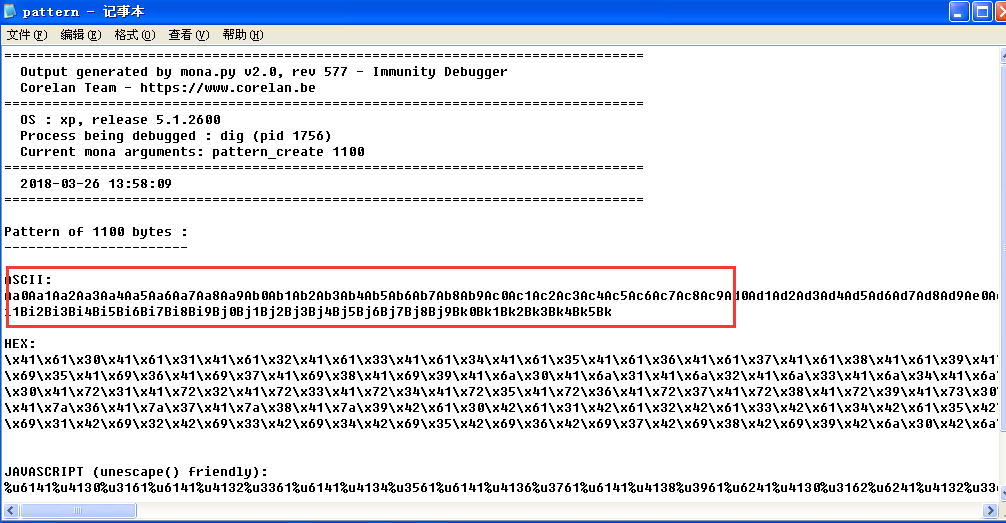 pattern - 记事本
文件(F) 编辑(E) 格式(O) 查看(V) 帮助(H)
================================================================================
Output generated by mona.py v2.0, rev 577 - Immunity Debugger
Corelan Team - https://www.corelan.be
================================================================================
OS : xp, release 5.1.2600
Process being debugged : dig (pid 1756)
Current mona arguments: pattern_create 1100
================================================================================
2018-03-26 13:58:09
================================================================================
Pattern of 1100 bytes :
-----------------------
ASCII:
Aa0Aa1Aa2Aa3Aa4Aa5Aa6Aa7Aa8Aa9Ab0Ab1Ab2Ab3Ab4Ab5Ab6Ab7Ab8Ab9Ac0Ac1Ac2Ac3Ac4Ac5Ac6Ac7Ac8Ac9Ad0Ad1Ad2Ad3Ad4Ad5Ad6Ad7Ad8Ad9Ae0A
i1Bi2Bi3Bi4Bi5Bi6Bi7Bi8Bi9Bj0Bj1Bj2Bj3Bj4Bj5Bj6Bj7Bj8Bj9Bk0Bk1Bk2Bk3Bk4Bk5Bk
HEX:
\x41\x61\x30\x41\x61\x31\x41\x61\x32\x41\x61\x33\x41\x61\x34\x41\x61\x35\x41\x61\x36\x41\x61\x37\x41\x61\x38\x41\x61\x39\x41
\x69\x35\x41\x69\x36\x41\x69\x37\x41\x69\x38\x41\x69\x39\x41\x6a\x30\x41\x6a\x31\x41\x6a\x32\x41\x6a\x33\x41\x6a\x34\x41\x6a
\x30\x41\x72\x31\x41\x72\x32\x41\x72\x33\x41\x72\x34\x41\x72\x35\x41\x72\x36\x41\x72\x37\x41\x72\x38\x41\x72\x39\x41\x73\x30
\x41\x7a\x36\x41\x7a\x37\x41\x7a\x38\x41\x7a\x39\x42\x61\x30\x42\x61\x31\x42\x61\x32\x42\x61\x33\x42\x61\x34\x42\x61\x35\x42
\x69\x31\x42\x69\x32\x42\x69\x33\x42\x69\x34\x42\x69\x35\x42\x69\x36\x42\x69\x37\x42\x69\x38\x42\x69\x39\x42\x6a\x30\x42\x6a
JAVASCRIPT (unescape() friendly):
%u6141%u4130%u3161%u6141%u4132%u3361%u6141%u4134%u3561%u6141%u4136%u3761%u6141%u4138%u3961%u6241%u4130%u3162%u6241%u4132%u33